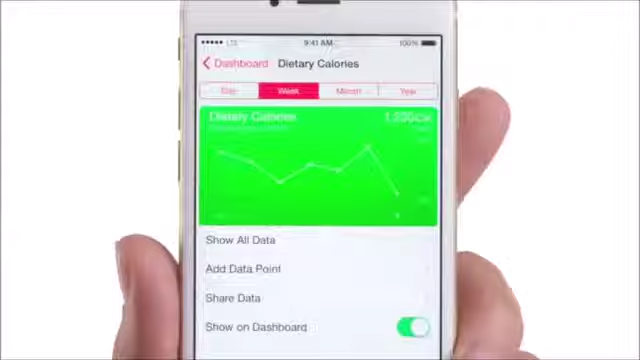 LTE 9:41 AM 100%
Dashboard Dietary Calories
Day Week Month Year
Dietary Calories
Show All Data
Add Data Point
Share Data
Show on Dashboard